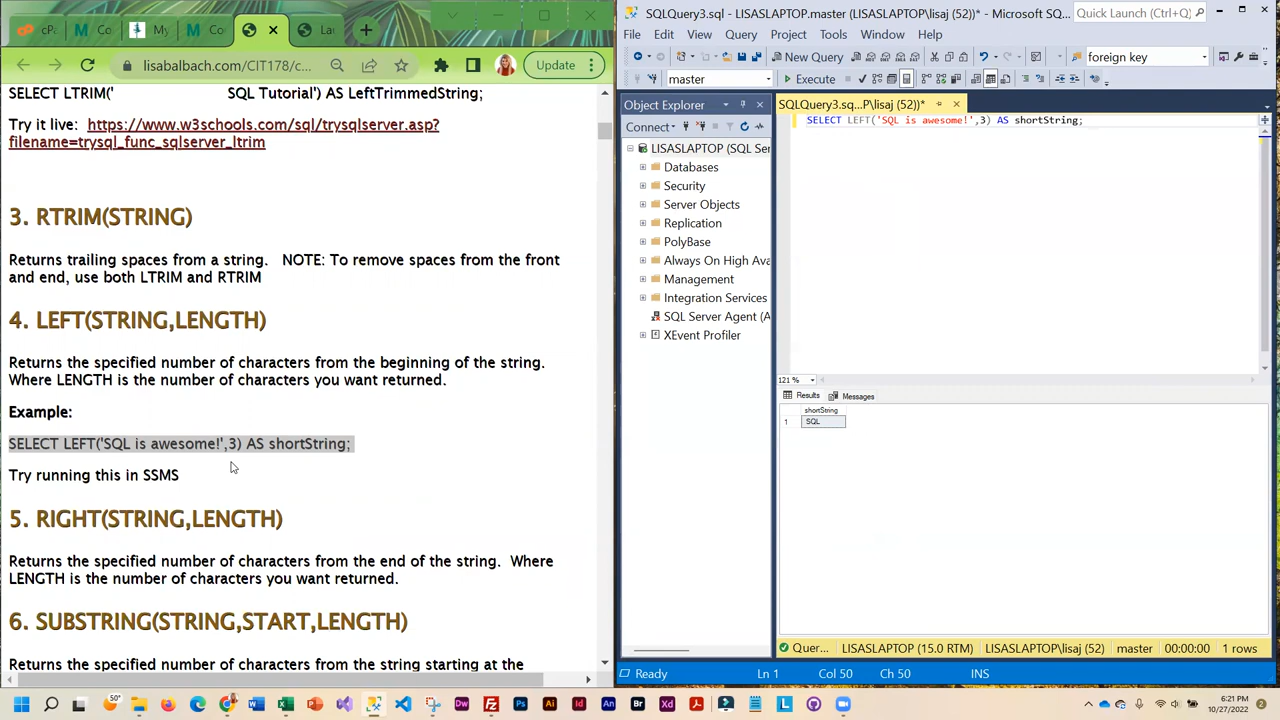 cP
Co
My
Co
La
lisabalbach.com/CIT178/c...
Update
SELECT LTRIM('                    SQL Tutorial') AS LeftTrimmedString;
Try it live:  https://www.w3schools.com/sql/trysqlserver.asp?
filename=trysql_func_sqlserver_ltrim
3. RTRIM(STRING)
Returns trailing spaces from a string.   NOTE: To remove spaces from the front
and end, use both LTRIM and RTRIM
4. LEFT(STRING,LENGTH)
Returns the specified number of characters from the beginning of the string.
Where LENGTH is the number of characters you want returned.
Example:
SELECT LEFT('SQL is awesome!',3) AS shortString;
Try running this in SSMS
5. RIGHT(STRING,LENGTH)
Returns the specified number of characters from the end of the string.  Where
LENGTH is the number of characters you want returned.
6. SUBSTRING(STRING,START,LENGTH)
Returns the specified number of characters from the string starting at the
SQLQuery3.sql - LISASLAPTOP.master (LISASLAPTOP\lisaj (52))* - Microsoft SQ...
Quick Launch (Ctrl+Q)
File Edit View Query Project Tools Window Help
New Query
foreign key
master
Execute
Object Explorer
Connect
LISASLAPTOP (SQL Ser
Databases
Security
Server Objects
Replication
PolyBase
Always On High Ava
Management
Integration Services
SQL Server Agent (A
XEvent Profiler
SQLQuery3.sq...P\lisaj (52))*
SELECT LEFT('SQL is awesome!',3) AS shortString;
121 %
Results Messages
shortString
1 SQL
Quer... LISASLAPTOP (15.0 RTM) LISASLAPTOP\lisaj (52) master 00:00:00 1 rows
Ready Ln 1 Col 50 Ch 50 INS
50°
6:21 PM
10/27/2022